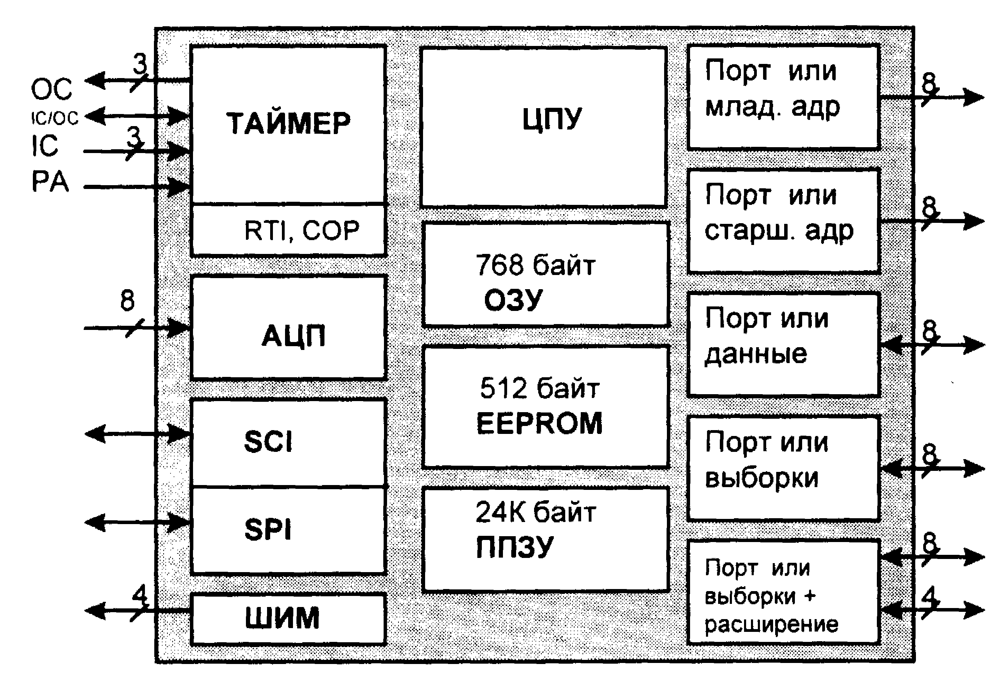 3
OC
IC/OC
3
IC
PA
ТАЙМЕР
RTI, COP
8
АЦП
SCI
SPI
4
ШИМ
ЦПУ
768 байт
ОЗУ
512 байт
EEPROM
24К байт
ППЗУ
Порт или
млад. адр
8
Порт или
старш. адр
8
Порт или
данные
8
Порт или
выборки
8
Порт или
выборки +
расширение
8
4